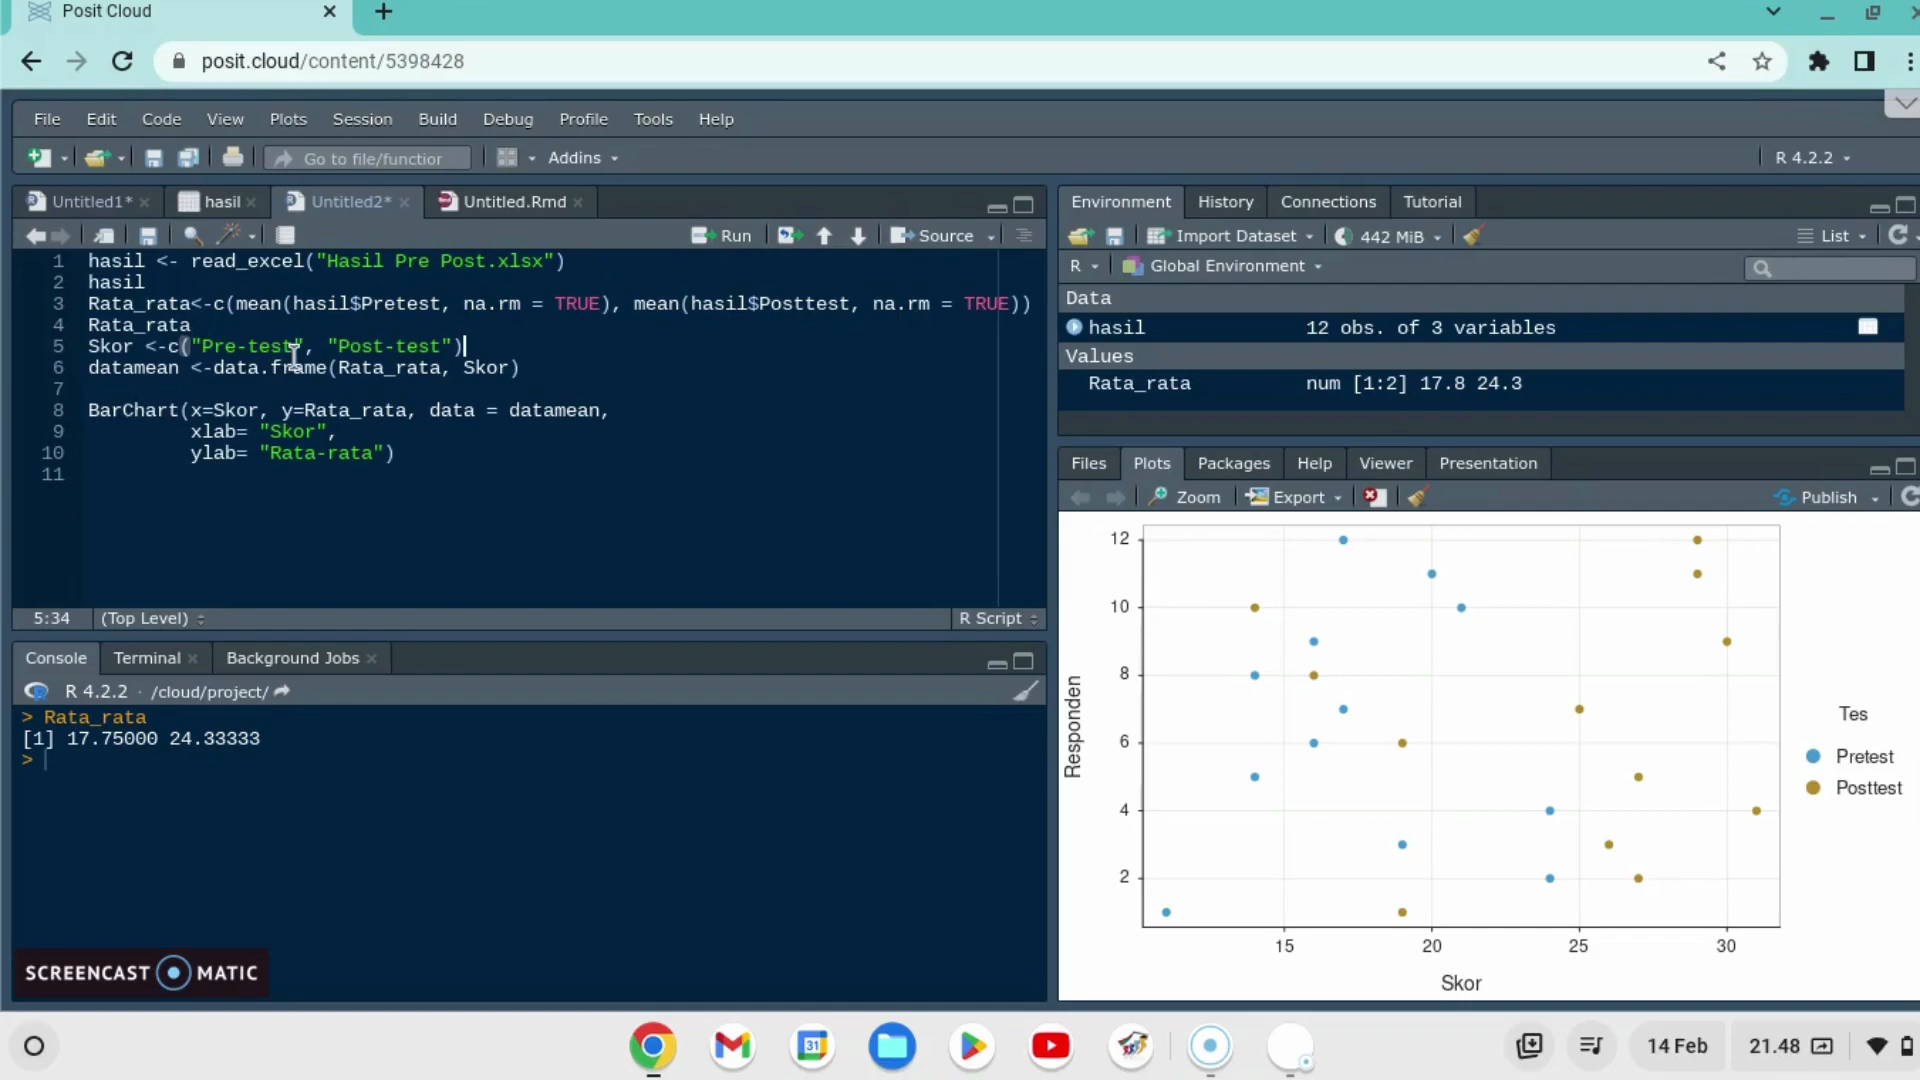 Posit Cloud
posit.cloud/content/5398428
File Edit Code View Plots Session Build Debug Profile Tools Help
Go to file/functior Addins R 4.2.2
Untitled1* hasil Untitled2* Untitled.Rmd
Run Source
1 hasil <- read_excel("Hasil Pre Post.xlsx")
2 hasil
3 Rata_rata<-c(mean(hasil$Pretest, na.rm = TRUE), mean(hasil$Posttest, na.rm = TRUE))
4 Rata_rata
5 Skor <-c("Pre-test", "Post-test")
6 datamean <-data.frame(Rata_rata, Skor)
7
8 BarChart(x=Skor, y=Rata_rata, data = datamean,
9 xlab= "Skor",
10 ylab= "Rata-rata")
11
5:34 (Top Level) R Script
Console Terminal Background Jobs
R 4.2.2 · /cloud/project/
> Rata_rata
[1] 17.75000 24.33333
>
SCREENCAST MATIC
Environment History Connections Tutorial
Import Dataset 442 MiB List
R Global Environment
Data
hasil 12 obs. of 3 variables
Values
Rata_rata num [1:2] 17.8 24.3
Files Plots Packages Help Viewer Presentation
Zoom Export Publish
12
10
8
6
4
2
Responden
15 20 25 30
Skor
Tes
Pretest
Posttest
31
14 Feb 21.48